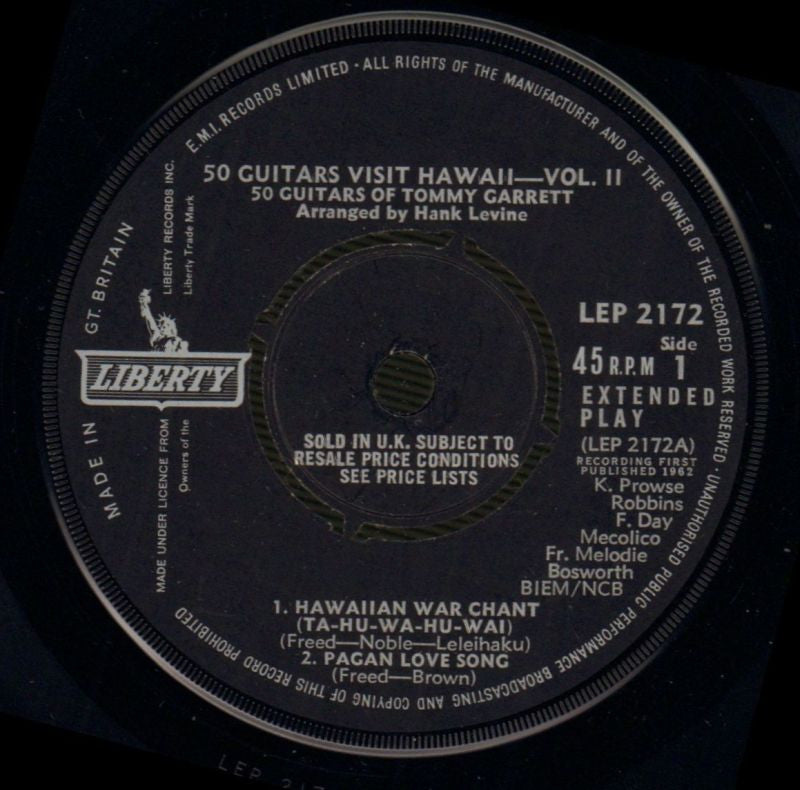 E.M.I. RECORDS LIMITED · ALL RIGHTS OF THE MANUFACTURER AND OF THE OWNER OF THE RECORDED WORK RESERVED · UNAUTHORISED PUBLIC PERFORMANCE BROADCASTING AND COPYING OF THIS RECORD PROHIBITED
MADE IN GT. BRITAIN
50 GUITARS VISIT HAWAII—VOL. II
50 GUITARS OF TOMMY GARRETT
Arranged by Hank Levine
LIBERTY RECORDS INC.
Liberty Trade Mark
LIBERTY
MADE UNDER LICENCE FROM
Owners of the
LEP 2172
Side
45 R.P.M 1
EXTENDED
PLAY
(LEP 2172A)
RECORDING FIRST
PUBLISHED 1962
K. Prowse
Robbins
F. Day
Mecolico
Fr. Melodie
Bosworth
BIEM/NCB
SOLD IN U.K. SUBJECT TO
RESALE PRICE CONDITIONS
SEE PRICE LISTS
1. HAWAIIAN WAR CHANT
(TA-HU-WA-HU-WAI)
(Freed—Noble—Leleihaku)
2. PAGAN LOVE SONG
(Freed—Brown)
LEP 217